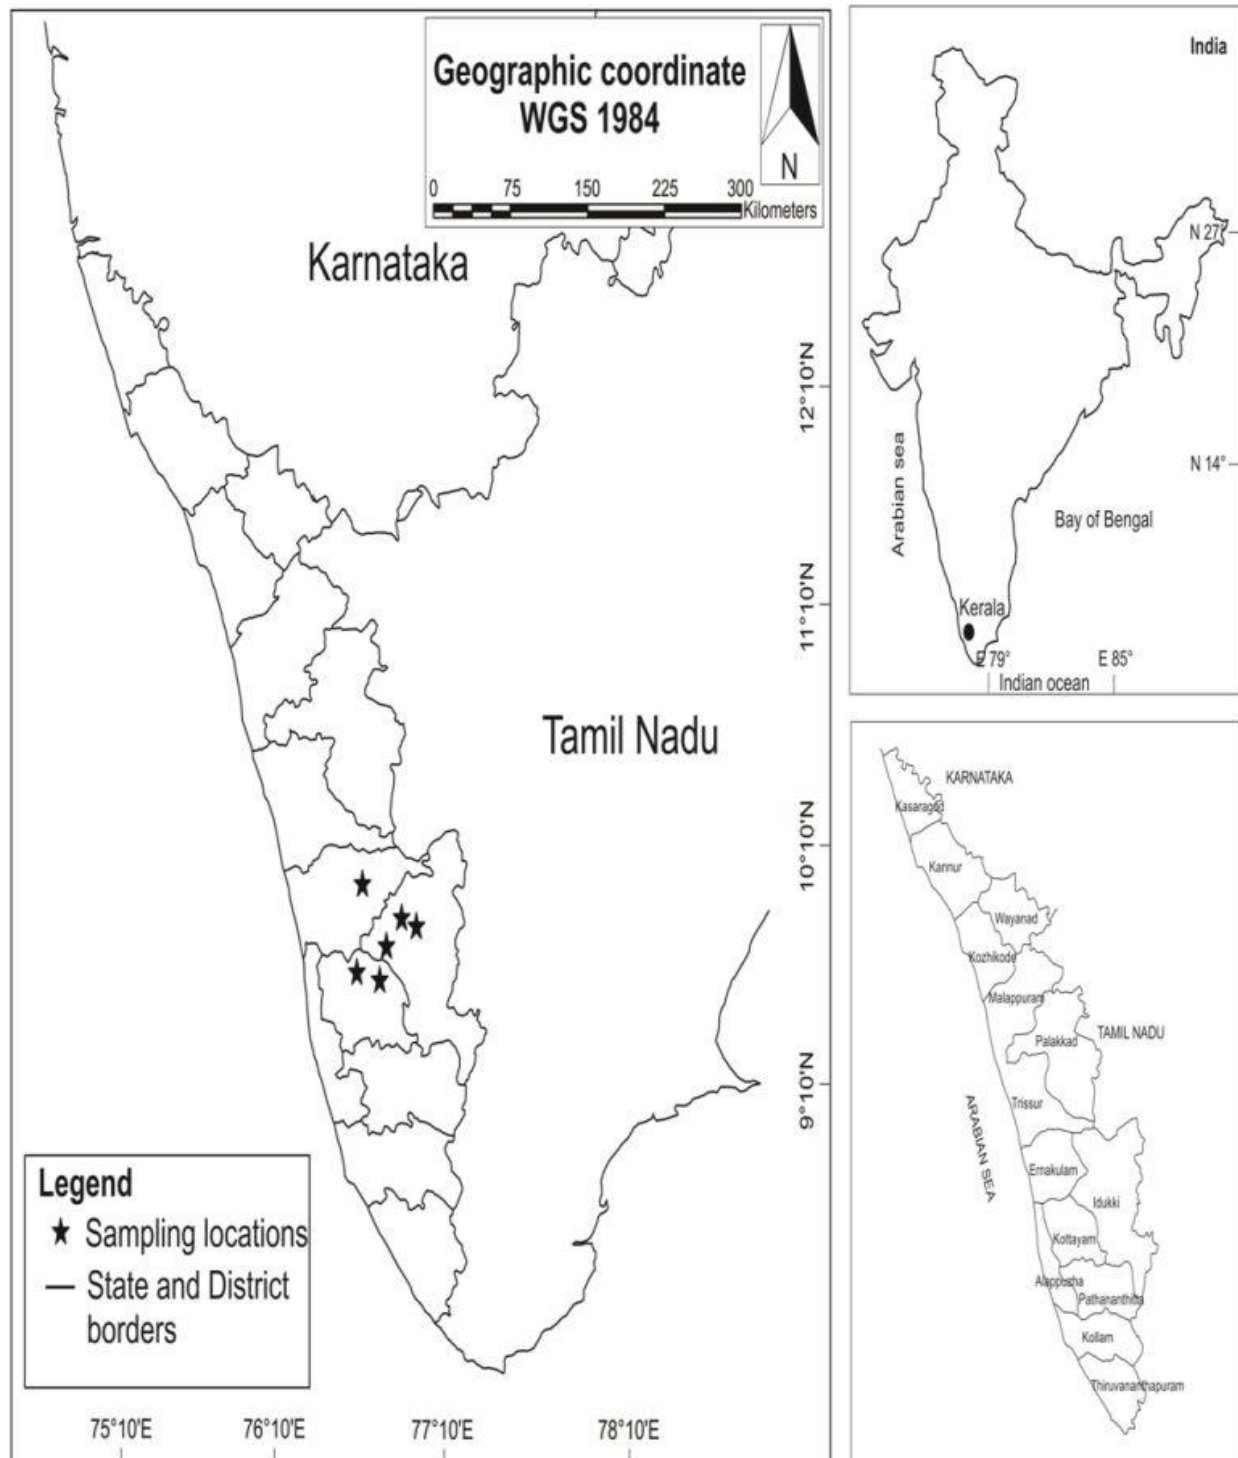 Geographic coordinate
WGS 1984
N
0 75 150 225 300
Kilometers
Karnataka
Tamil Nadu
12°10'N
11°10'N
10°10'N
9°10'N
Legend
Sampling locations
State and District
borders
75°10'E 76°10'E 77°10'E 78°10'E
India
N 27°
N 14°
Arabian sea
Bay of Bengal
Kerala
E 79° E 85°
Indian ocean
KARNATAKA
Kasaragod
Kannur
Wayanad
Kozhikode
Malappuram
Palakkad
TAMIL NADU
Trissur
ARABIAN SEA
Ernakulam
Idukki
Kottayam
Alappuzha
Pathananthitta
Kollam
Thiruvananthapuram